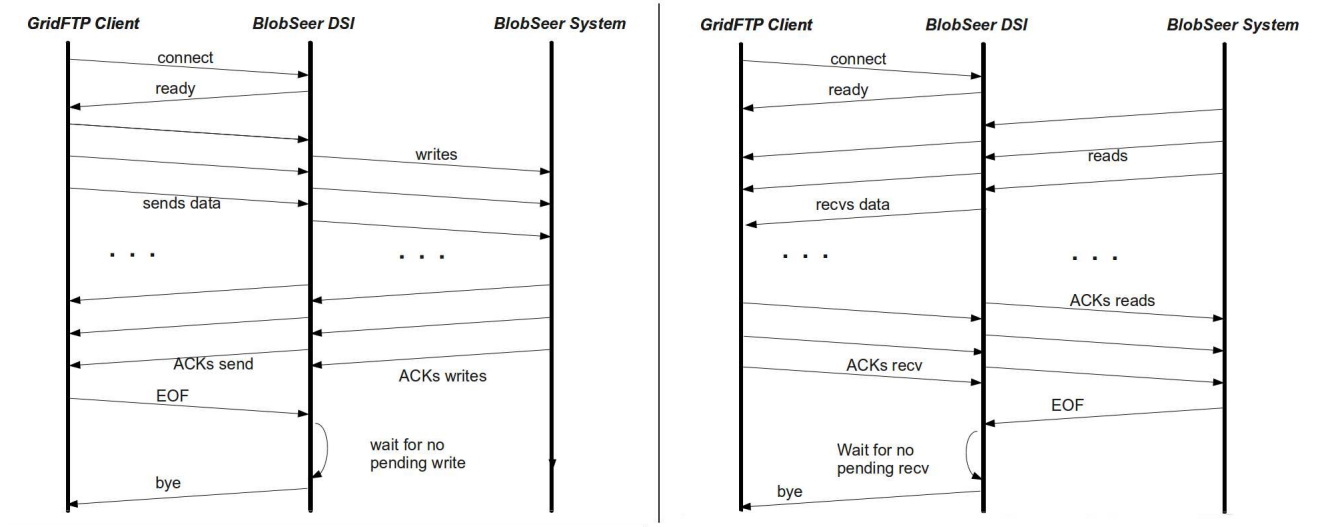 GridFTP Client
BlobSeer DSI
BlobSeer System
connect
ready
writes
sends data
. . .
. . .
ACKs send
ACKs writes
EOF
wait for no
pending write
bye
GridFTP Client
BlobSeer DSI
BlobSeer System
connect
ready
reads
recvs data
. . .
. . .
ACKs reads
ACKs recv
EOF
Wait for no
pending recv
bye